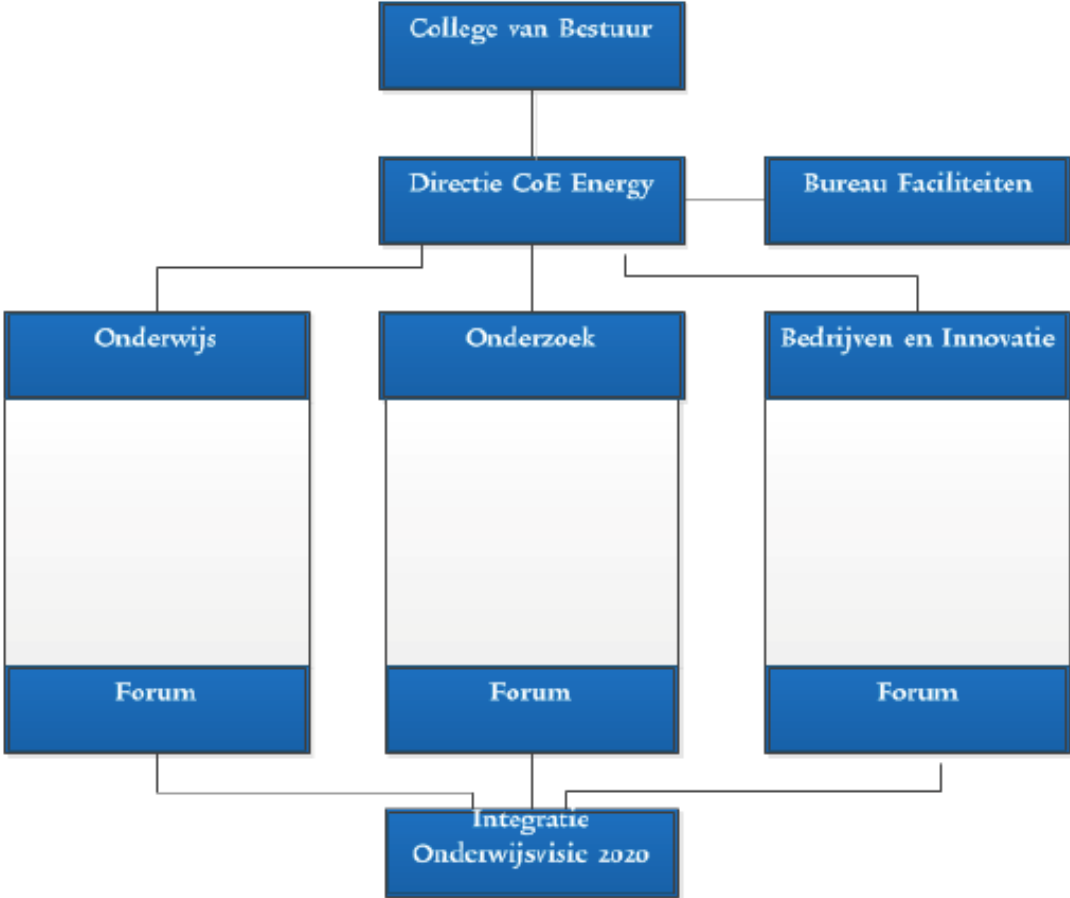 College van Bestuur
Directie CoE Energy
Bureau Faciliteiten
Onderwijs
Onderzoek
Bedrijven en Innovatie
Forum
Forum
Forum
Integratie
Onderwijsvisie 2020